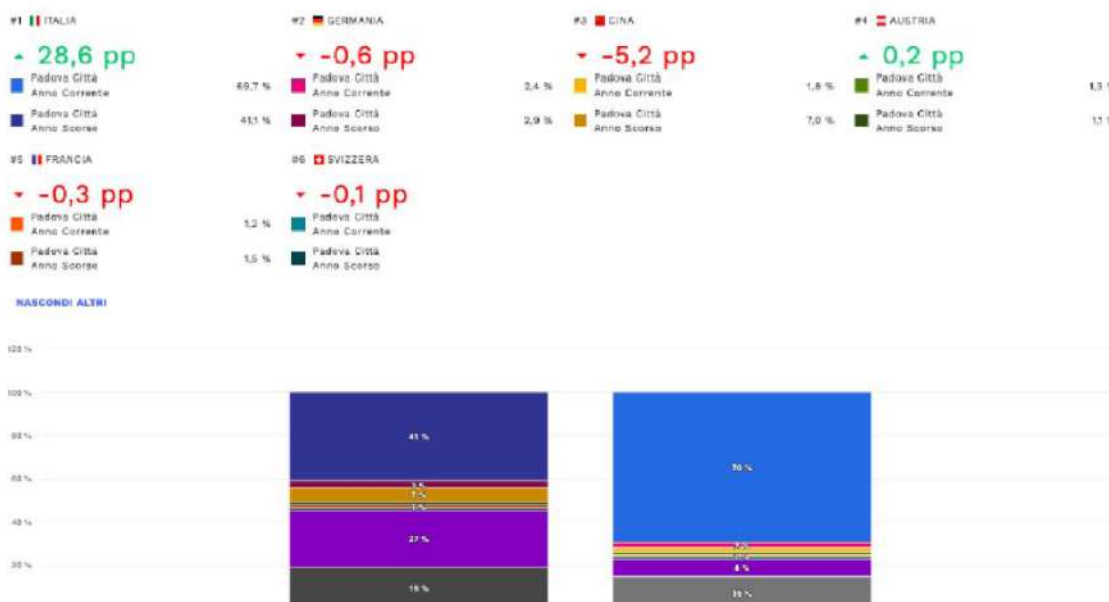 #1 ITALIA
28,6 pp
Padova Città
Anno Corrente
69,7 %
Padova Città
Anno Scorso
41,1 %
#2 GERMANIA
-0,6 pp
Padova Città
Anno Corrente
2,4 %
Padova Città
Anno Scorso
2,9 %
#3 CINA
-5,2 pp
Padova Città
Anno Corrente
1,8 %
Padova Città
Anno Scorso
7,0 %
#4 AUSTRIA
0,2 pp
Padova Città
Anno Corrente
1,3
Padova Città
Anno Scorso
1,1
#5 FRANCIA
-0,3 pp
Padova Città
Anno Corrente
1,2 %
Padova Città
Anno Scorso
1,5 %
#6 SVIZZERA
-0,1 pp
Padova Città
Anno Corrente
Padova Città
Anno Scorso
NASCONDI ALTRI
100 %
41 %
70 %
7 %
27 %